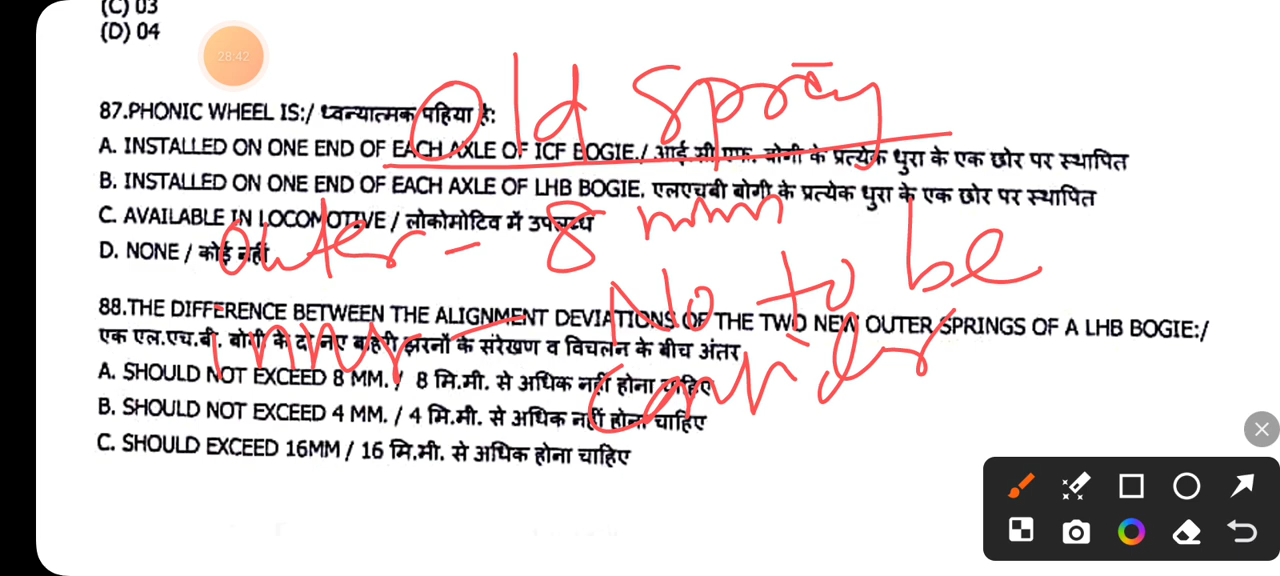 (C) 03
(D) 04
28:42
87.PHONIC WHEEL IS:/ ध्वन्यात्मक पहिया है:
A. INSTALLED ON ONE END OF EACH AXLE OF ICF BOGIE./ आई.सी.एफ. बोगी के प्रत्येक धुरा के एक छोर पर स्थापित
B. INSTALLED ON ONE END OF EACH AXLE OF LHB BOGIE. एलएचबी बोगी के प्रत्येक धुरा के एक छोर पर स्थापित
C. AVAILABLE IN LOCOMOTIVE / लोकोमोटिव में उपलब्ध
D. NONE / कोई नहीं
88.THE DIFFERENCE BETWEEN THE ALIGNMENT DEVIATIONS OF THE TWO NEW OUTER SPRINGS OF A LHB BOGIE:/
एक एल.एच.बी. बोगी के दो नए बाहरी झरनों के संरेखण व विचलन के बीच अंतर
A. SHOULD NOT EXCEED 8 MM. / 8 मि.मी. से अधिक नहीं होना चाहिए
B. SHOULD NOT EXCEED 4 MM. / 4 मि.मी. से अधिक नहीं होना चाहिए
C. SHOULD EXCEED 16MM / 16 मि.मी. से अधिक होना चाहिए
Old
outer - 8 mm
inner - No to be